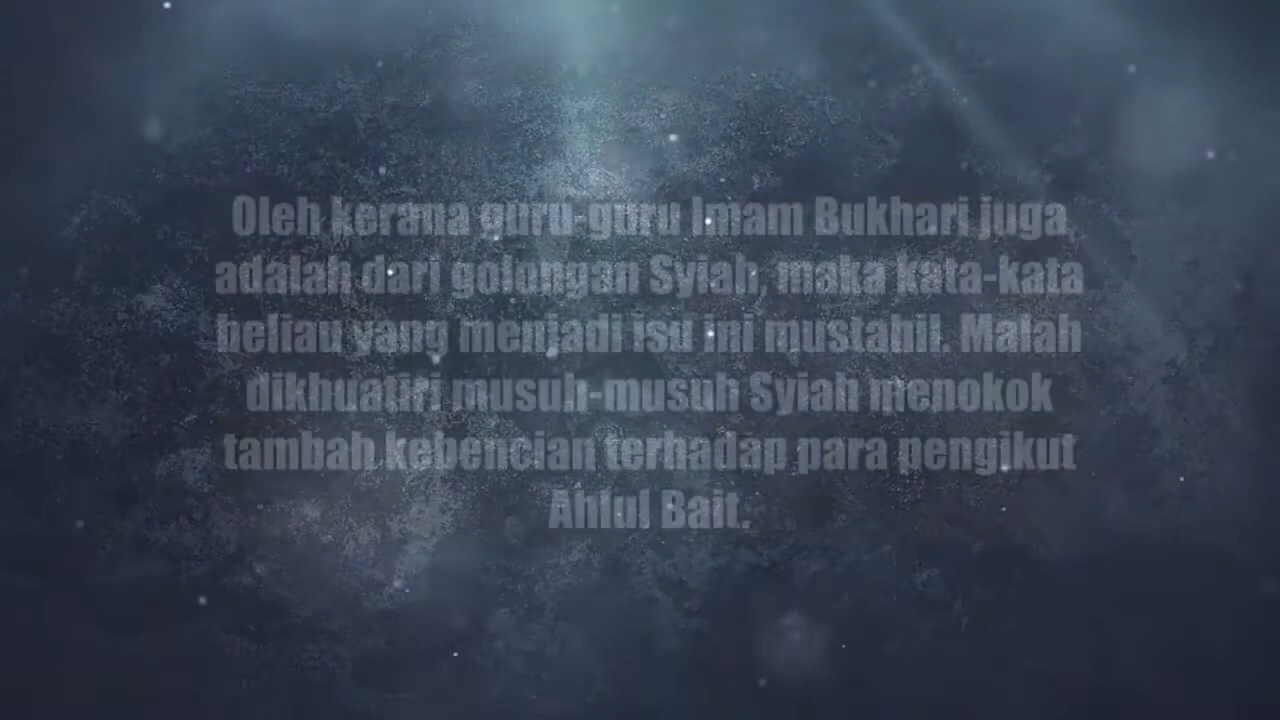 Oleh kerana guru-guru Imam Bukhari juga
adalah dari golongan Syiah, maka kata-kata
beliau yang menjadi isu ini mustahil. Malah
dikhuatiri musuh-musuh Syiah menokok
tambah kebencian terhadap para pengikut
Ahlul Bait.